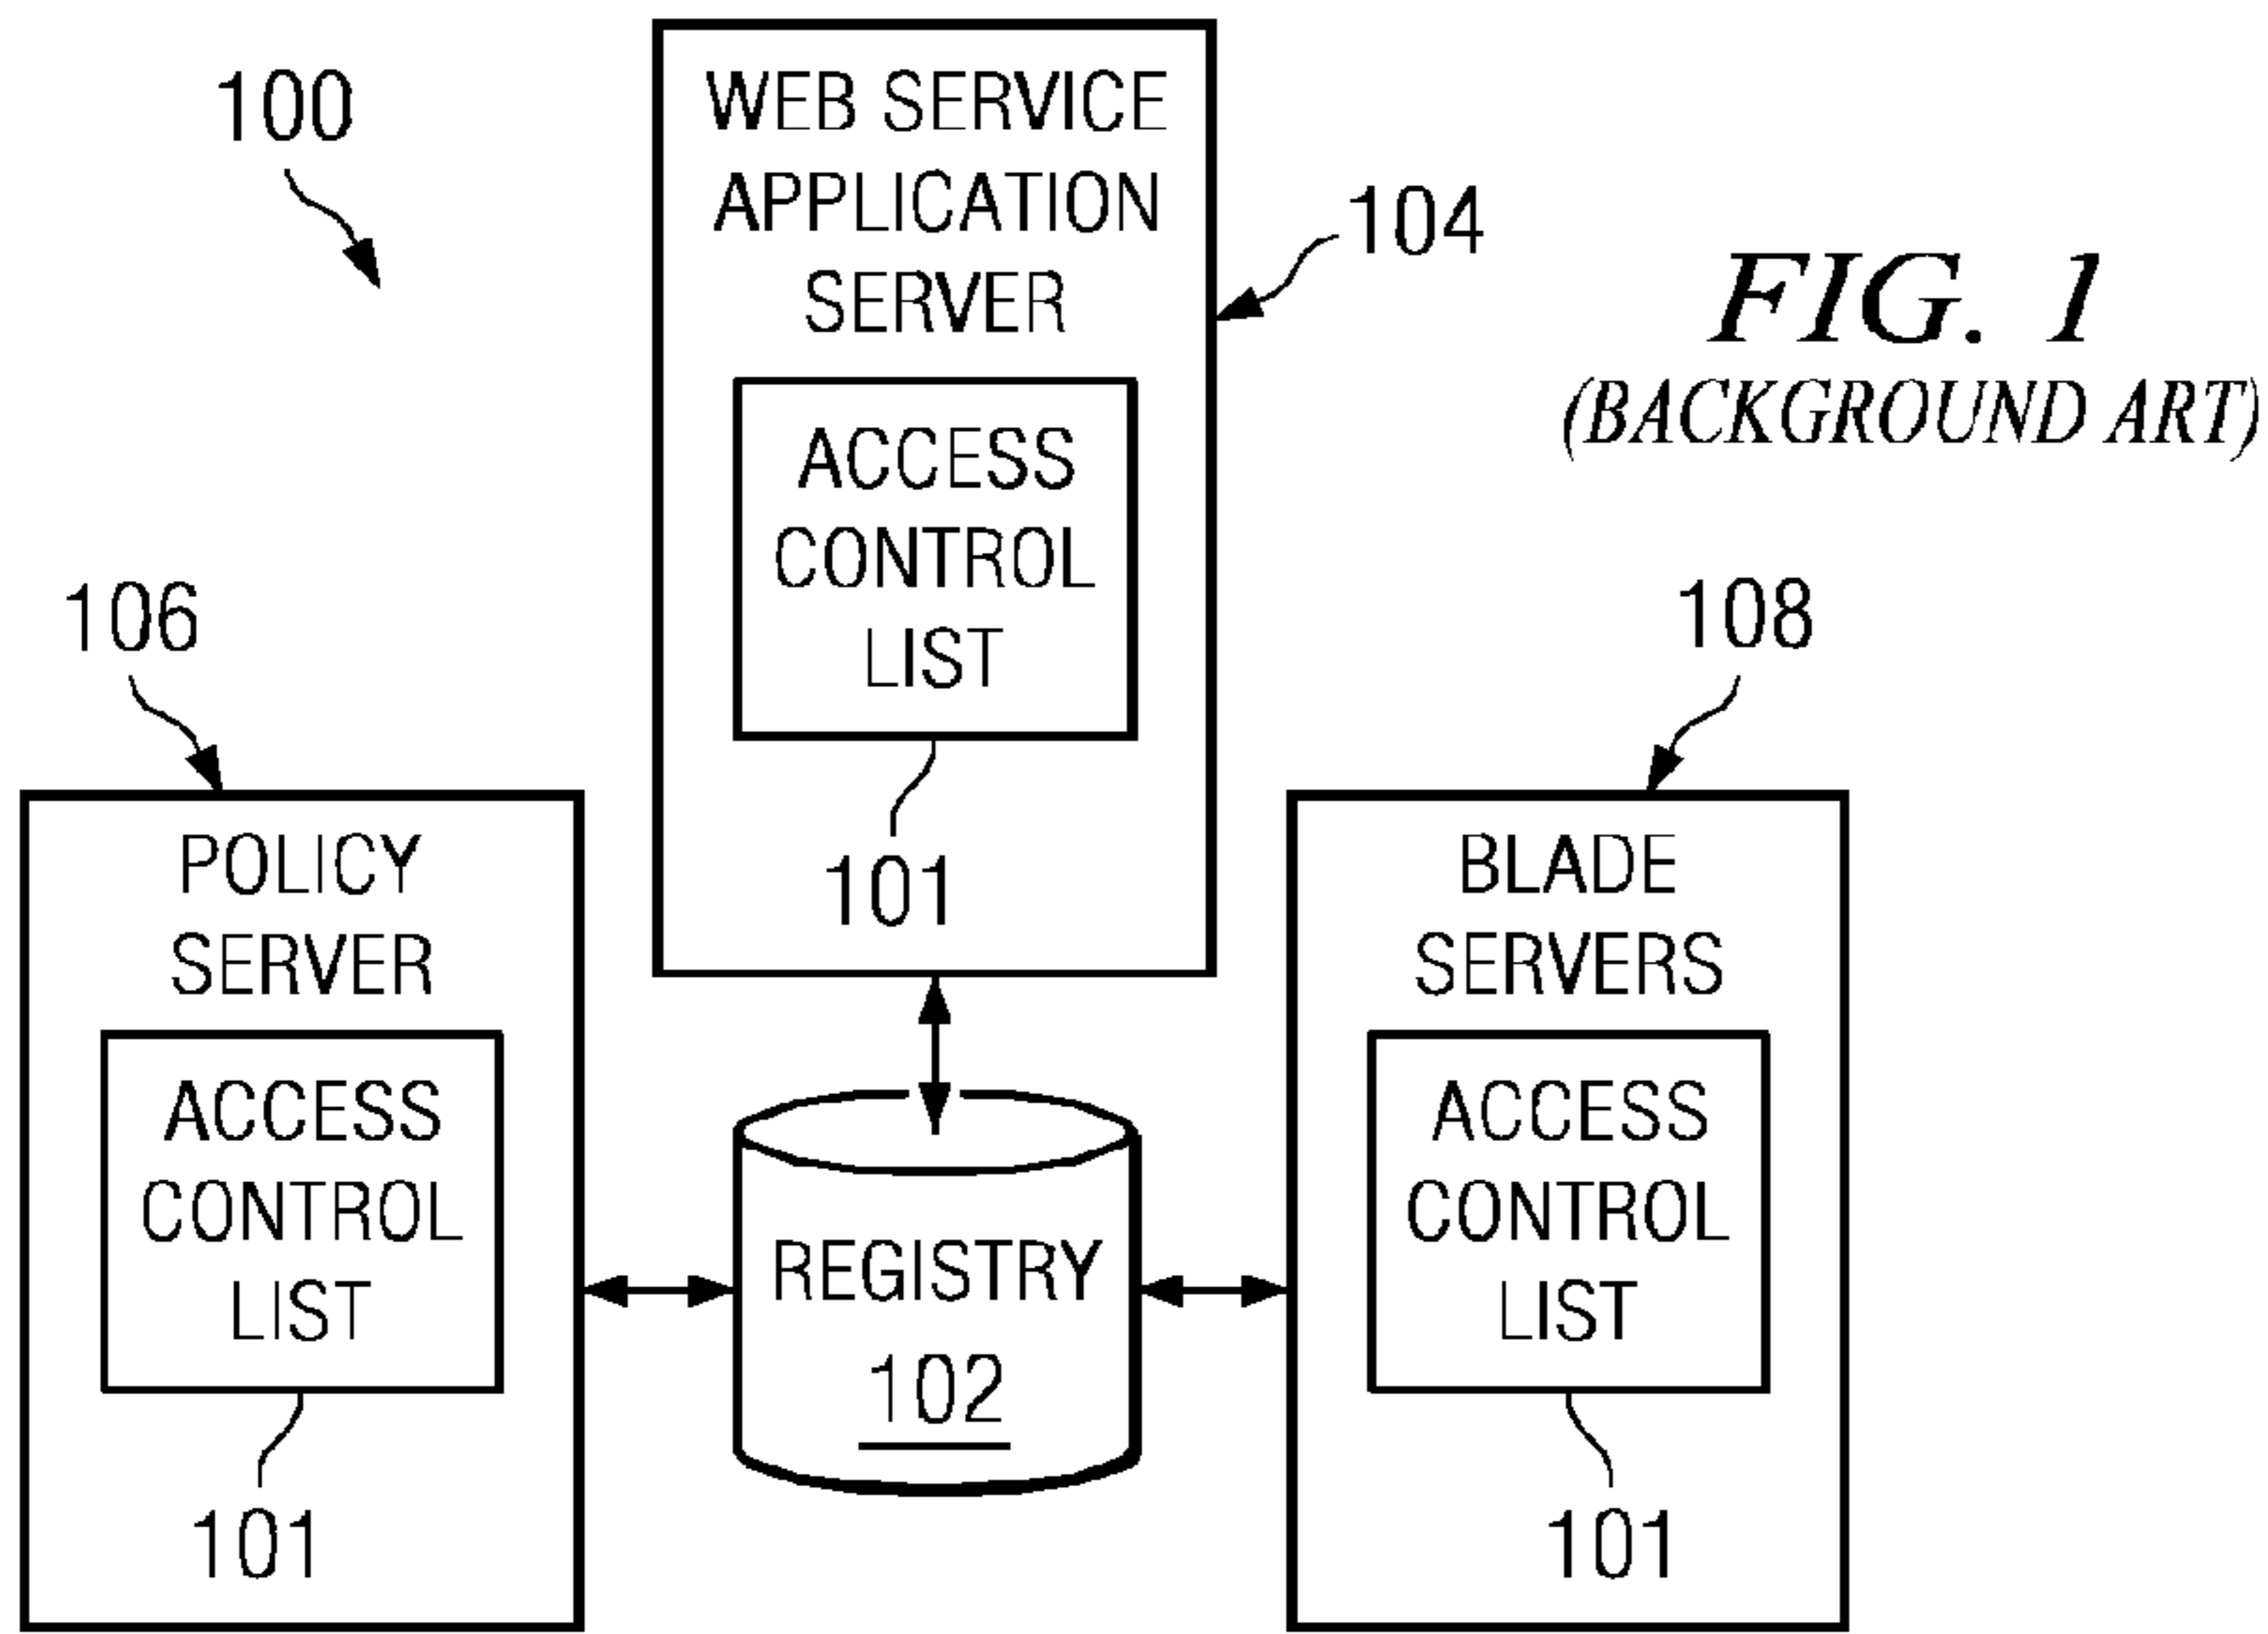 100
WEB SERVICE
APPLICATION
SERVER
104
FIG. 1
(BACKGROUND ART)
ACCESS
CONTROL
LIST
101
106
POLICY
SERVER
ACCESS
CONTROL
LIST
101
REGISTRY
102
108
BLADE
SERVERS
ACCESS
CONTROL
LIST
101